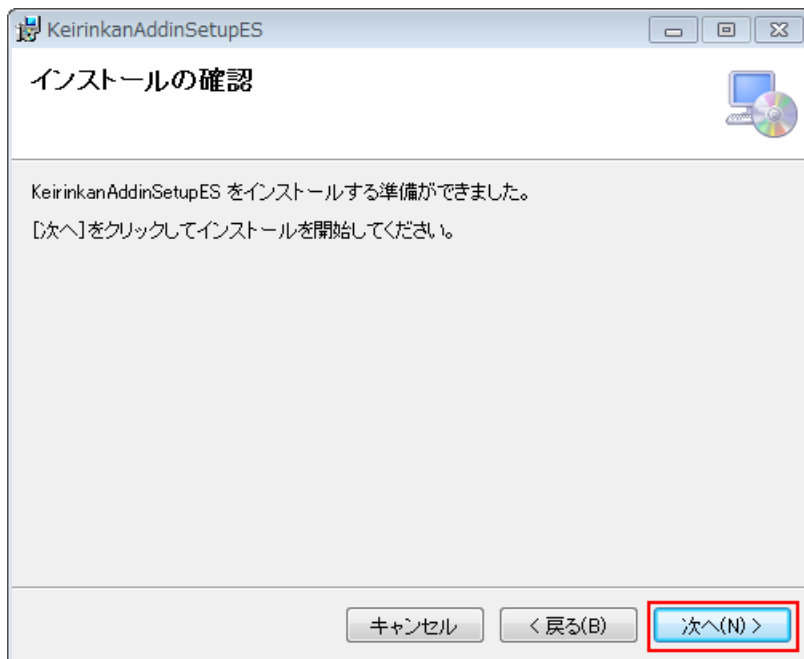 KeirinkanAddinSetupES
インストールの確認
KeirinkanAddinSetupES をインストールする準備ができました。
[次へ]をクリックしてインストールを開始してください。
キャンセル
< 戻る(B)
次へ(N) >